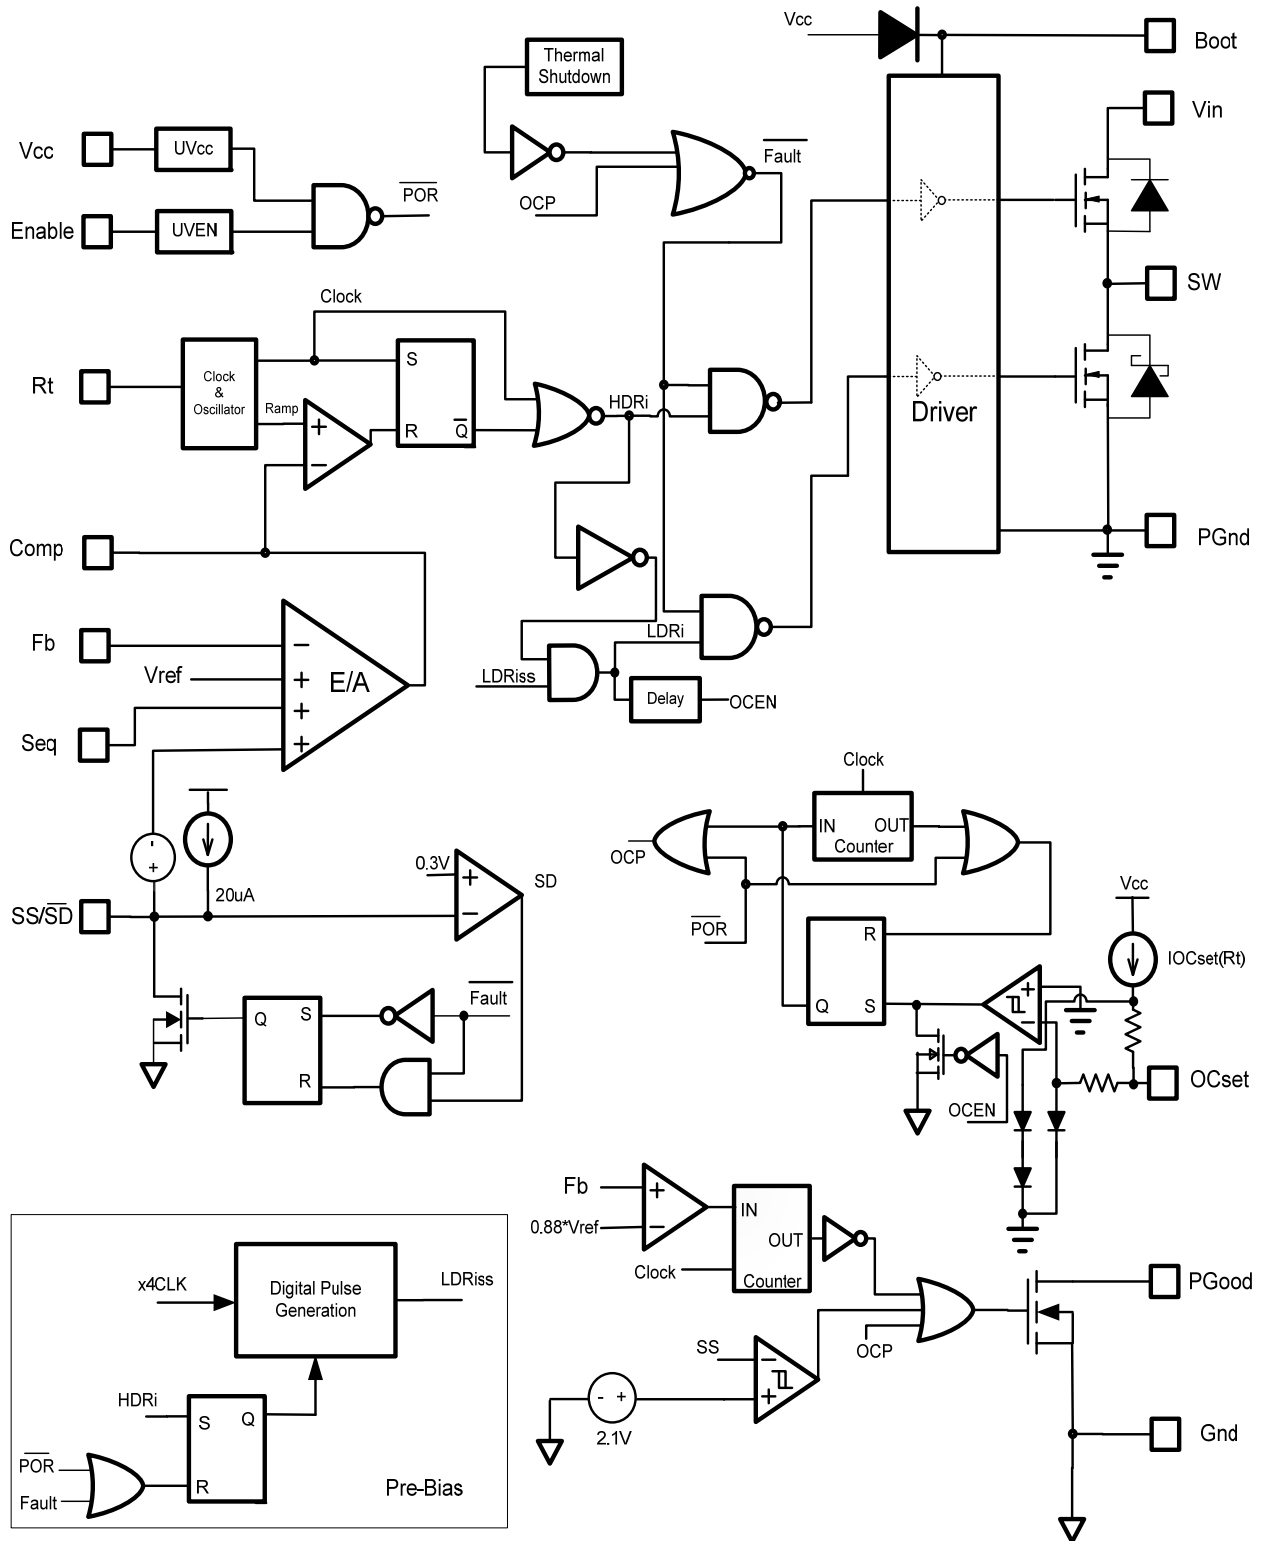 Vcc
Boot
Thermal
Shutdown
Vin
Vcc
UVcc
Fault
POR
OCP
Enable
UVEN
SW
Clock
Rt
Clock
&
Oscillator
Ramp
S
R
Q
HDRi
Driver
Comp
PGnd
Fb
Vref
E/A
Seq
LDRi
LDRiss
Delay
OCEN
Clock
IN
OUT
Counter
OCP
POR
20uA
0.3V
SD
SS/SD
Vcc
IOCset(Rt)
R
Q
S
Q
S
R
Fault
OCset
OCEN
Fb
0.88*Vref
IN
OUT
Clock
Counter
x4CLK
Digital Pulse
Generation
LDRiss
PGood
SS
OCP
2.1V
HDRi
S
Q
R
POR
Fault
Pre-Bias
Gnd